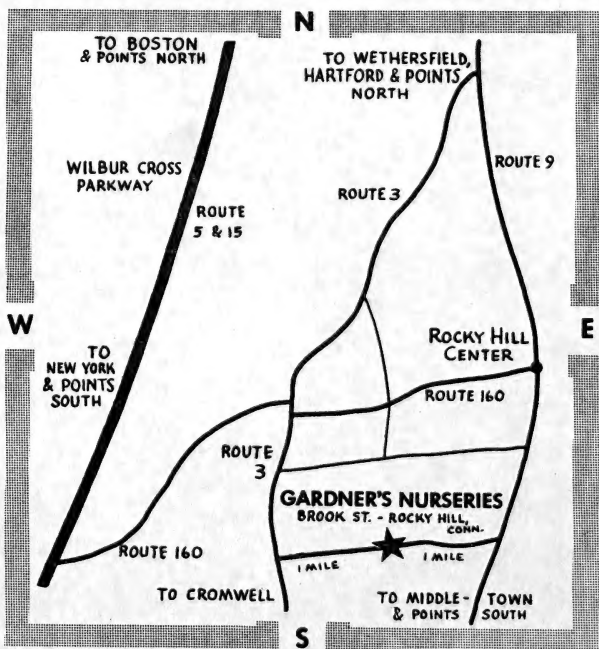 N
TO BOSTON
& POINTS NORTH
TO WETHERSFIELD,
HARTFORD & POINTS
NORTH
WILBUR CROSS
PARKWAY
ROUTE
5 & 15
ROUTE 3
ROUTE 9
W
E
TO
NEW YORK
& POINTS
SOUTH
ROCKY HILL
CENTER
ROUTE 160
ROUTE
3
GARDNER'S NURSERIES
BROOK ST. - ROCKY HILL,
CONN.
ROUTE 160
1 MILE
1 MILE
TO CROMWELL
TO MIDDLE- TOWN
& POINTS SOUTH
S